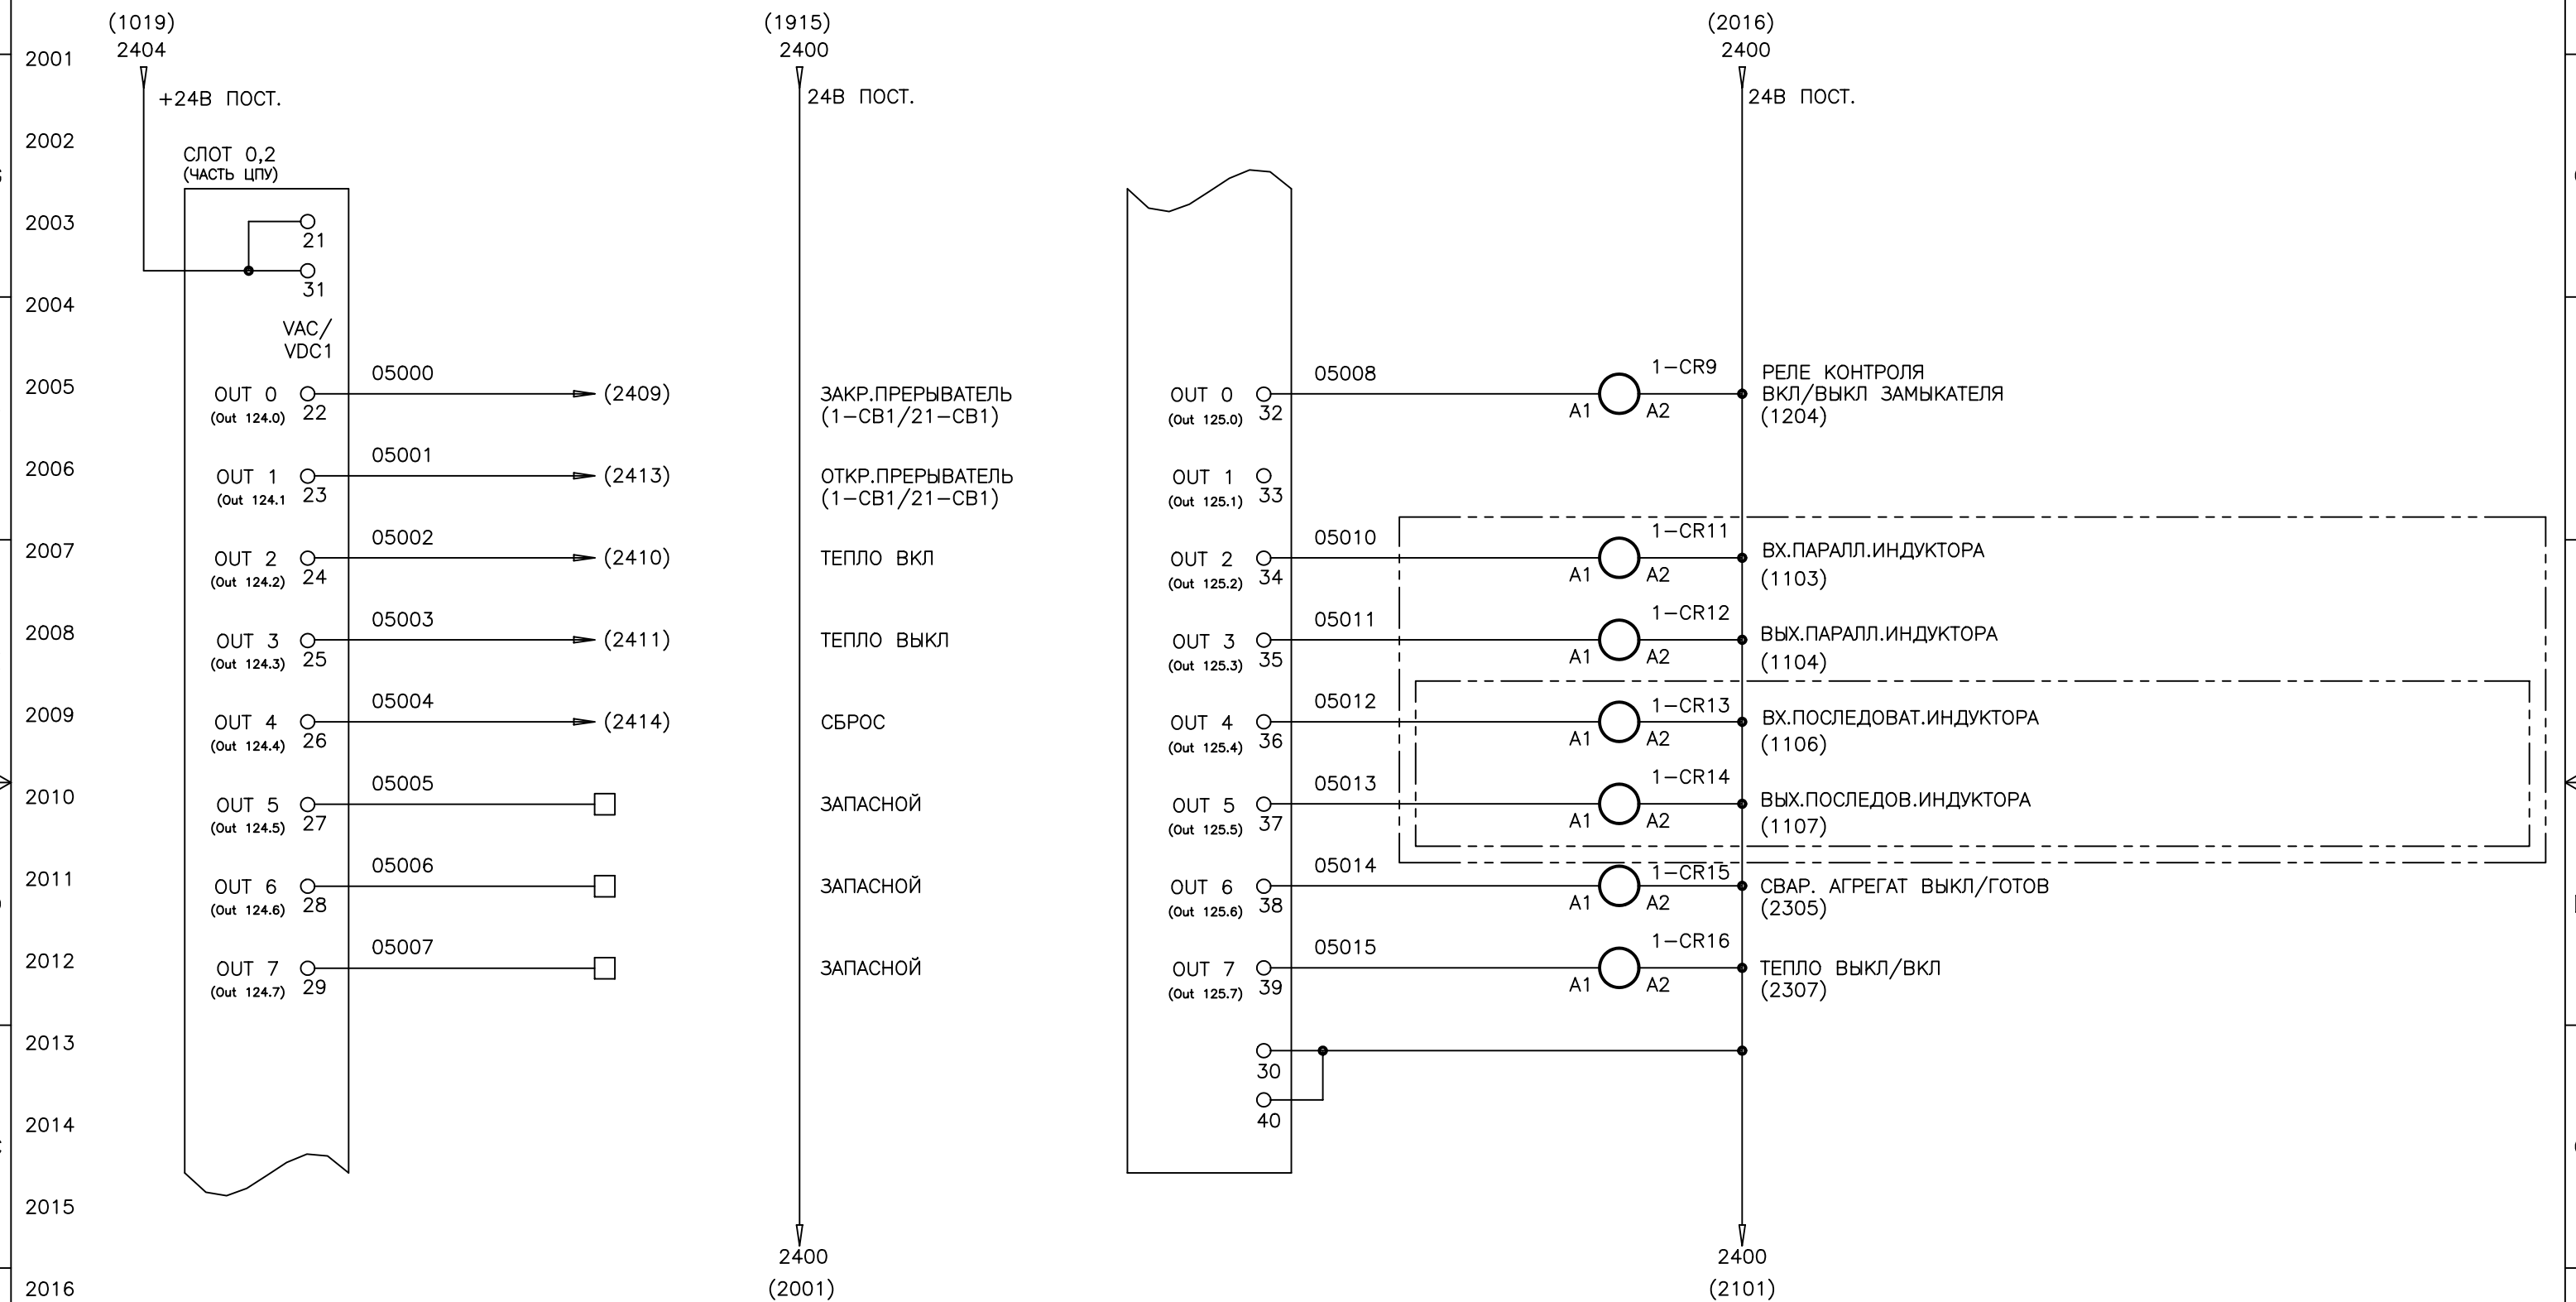 (1019)
2404
+24В ПОСТ.
(1915)
2400
24В ПОСТ.
(2016)
2400
24В ПОСТ.
2001
2002
2003
2004
2005
2006
2007
2008
2009
2010
2011
2012
2013
2014
2015
2016
СЛОТ 0,2
(ЧАСТЬ ЦПУ)
21
31
VAC/
VDC1
OUT 0
(Out 124.0)
22
05000
(2409)
ЗАКР.ПРЕРЫВАТЕЛЬ
(1-CB1/21-CB1)
OUT 1
(Out 124.1
23
05001
(2413)
ОТКР.ПРЕРЫВАТЕЛЬ
(1-CB1/21-CB1)
OUT 2
(Out 124.2)
24
05002
(2410)
ТЕПЛО ВКЛ
OUT 3
(Out 124.3)
25
05003
(2411)
ТЕПЛО ВЫКЛ
OUT 4
(Out 124.4)
26
05004
(2414)
СБРОС
OUT 5
(Out 124.5)
27
05005
ЗАПАСНОЙ
OUT 6
(Out 124.6)
28
05006
ЗАПАСНОЙ
OUT 7
(Out 124.7)
29
05007
ЗАПАСНОЙ
2400
(2001)
OUT 0
(Out 125.0)
32
05008
A1
A2
1-CR9
РЕЛЕ КОНТРОЛЯ
ВКЛ/ВЫКЛ ЗАМЫКАТЕЛЯ
(1204)
OUT 1
(Out 125.1)
33
OUT 2
(Out 125.2)
34
05010
A1
A2
1-CR11
ВХ.ПАРАЛЛ.ИНДУКТОРА
(1103)
OUT 3
(Out 125.3)
35
05011
A1
A2
1-CR12
ВЫХ.ПАРАЛЛ.ИНДУКТОРА
(1104)
OUT 4
(Out 125.4)
36
05012
A1
A2
1-CR13
ВХ.ПОСЛЕДОВАТ.ИНДУКТОРА
(1106)
OUT 5
(Out 125.5)
37
05013
A1
A2
1-CR14
ВЫХ.ПОСЛЕДОВ.ИНДУКТОРА
(1107)
OUT 6
(Out 125.6)
38
05014
A1
A2
1-CR15
СВАР. АГРЕГАТ ВЫКЛ/ГОТОВ
(2305)
OUT 7
(Out 125.7)
39
05015
A1
A2
1-CR16
ТЕПЛО ВЫКЛ/ВКЛ
(2307)
30
40
2400
(2101)